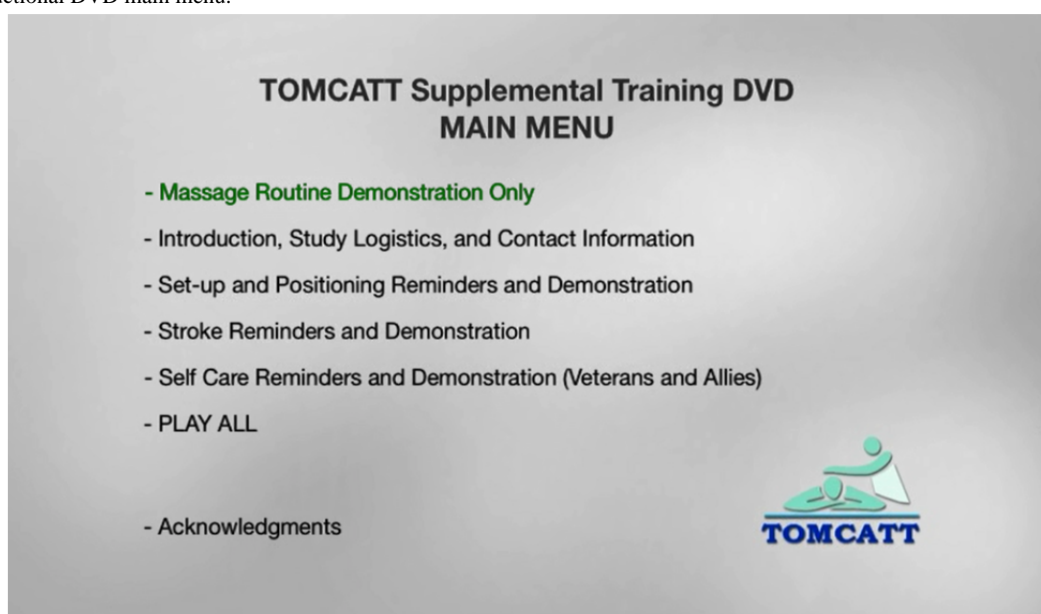 TOMCATT Supplemental Training DVD
MAIN MENU
- Massage Routine Demonstration Only
- Introduction, Study Logistics, and Contact Information
- Set-up and Positioning Reminders and Demonstration
- Stroke Reminders and Demonstration
- Self Care Reminders and Demonstration (Veterans and Allies)
- PLAY ALL
- Acknowledgments
TOMCATT